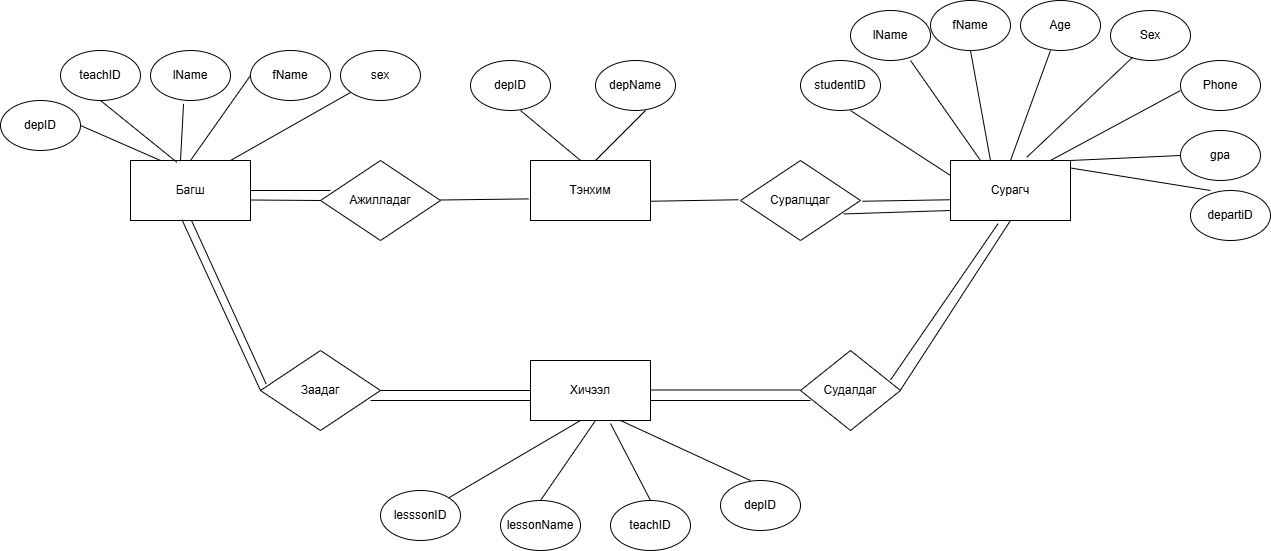 lName
fName
Age
Sex
teachID
lName
fName
sex
depID
depName
studentID
Phone
depID
gpa
Багш
Ажилладаг
Тэнхим
Суралцдаг
Сурагч
departiD
Заадаг
Хичээл
Судалдаг
lesssonID
lessonName
teachID
depID